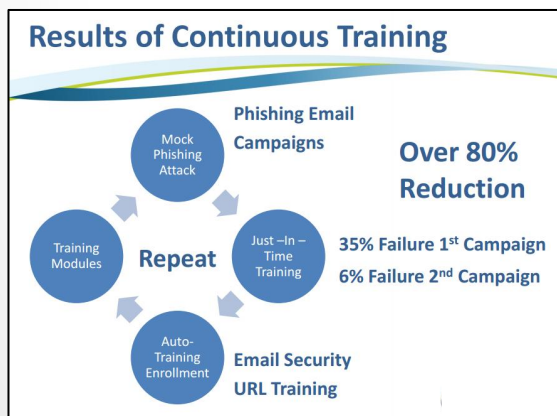 Results of Continuous Training
Mock
Phishing
Attack
Phishing Email
Campaigns
Over 80%
Reduction
Training
Modules
Repeat
Just –In –
Time
Training
35% Failure 1st Campaign
6% Failure 2nd Campaign
Auto-
Training
Enrollment
Email Security
URL Training